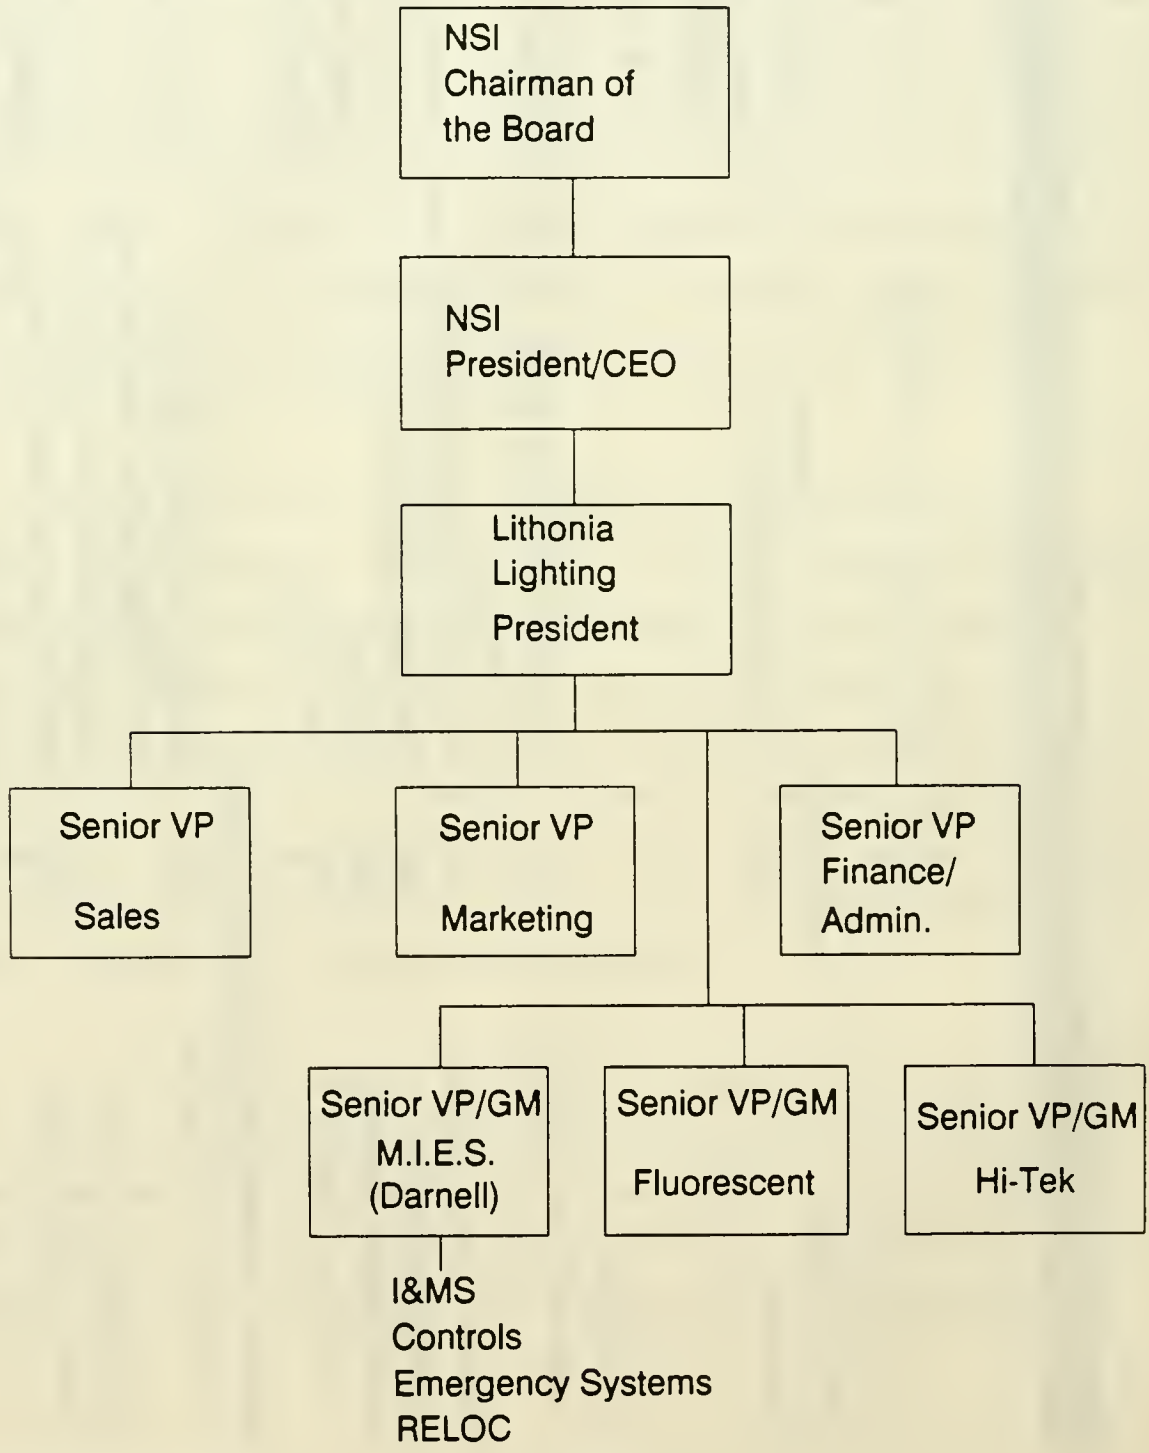 NSI
Chairman of
the Board
NSI
President/CEO
Lithonia
Lighting
President
Senior VP
Sales
Senior VP
Marketing
Senior VP
Finance/
Admin.
Senior VP/GM
M.I.E.S.
(Darnell)
Senior VP/GM
Fluorescent
Senior VP/GM
Hi-Tek
I&MS
Controls
Emergency Systems
RELOC